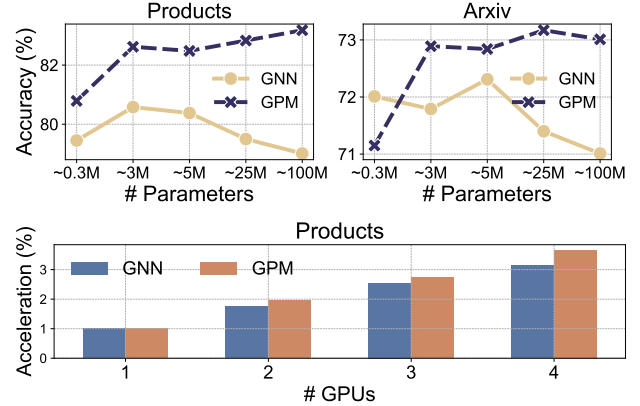 Products
Accuracy (%)
82
80
GNN
GPM
~0.3M ~3M ~5M ~25M ~100M
# Parameters
Arxiv
73
72
71
GNN
GPM
~0.3M ~3M ~5M ~25M ~100M
# Parameters
Products
Acceleration (%)
3
2
1
0
GNN GPM
1 2 3 4
# GPUs